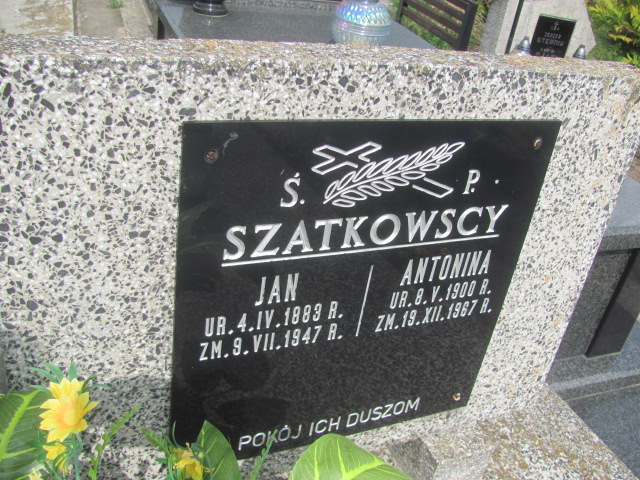 Ś. P.
SZATKOWSCY
JAN
UR. 4. IV. 1883 R.
ZM. 9. VII. 1947 R.
ANTONINA
UR. 8. V. 1900 R.
ZM. 19. XII. 1967 R.
POKÓJ ICH DUSZOM